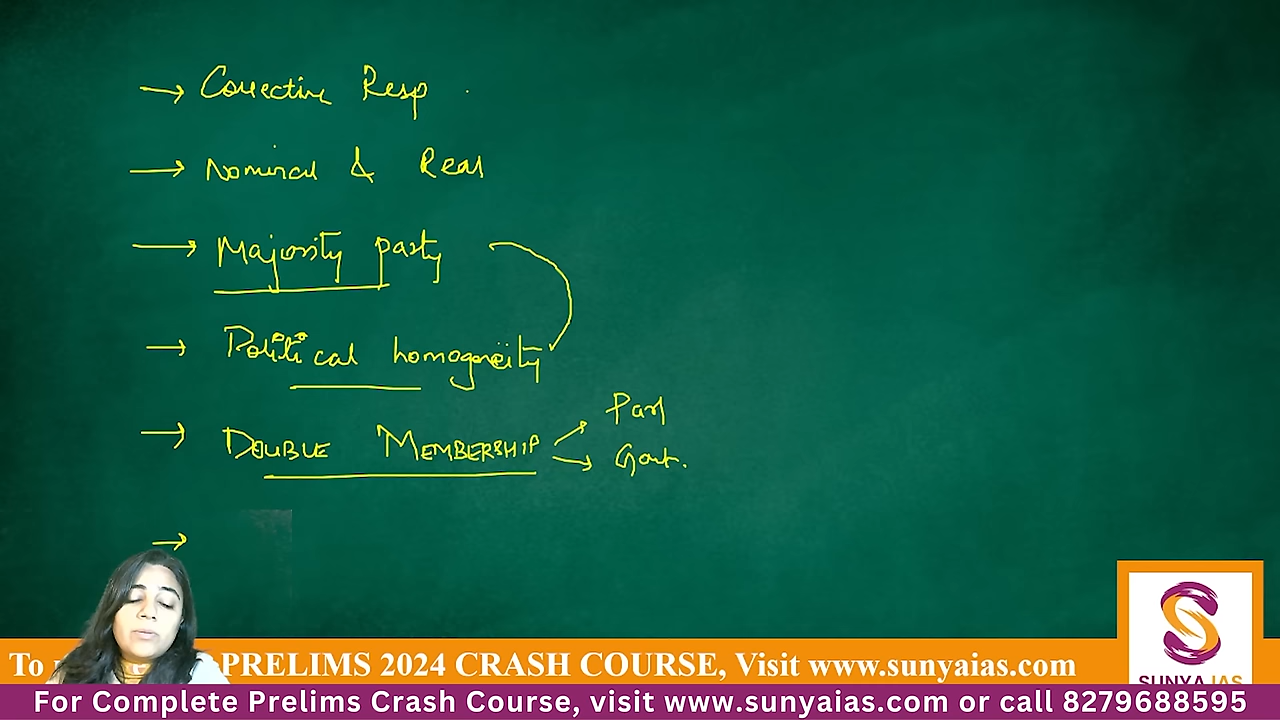 → Collective Resp
→ Nominal & Real
→ Majority party
→ Political homogeneity
→ DOUBLE MEMBERSHIP → Parl
→ Govt.
→
To PRELIMS 2024 CRASH COURSE, Visit www.sunyaias.com
SUNYA IAS
For Complete Prelims Crash Course, visit www.sunyaias.com or call 8279688595